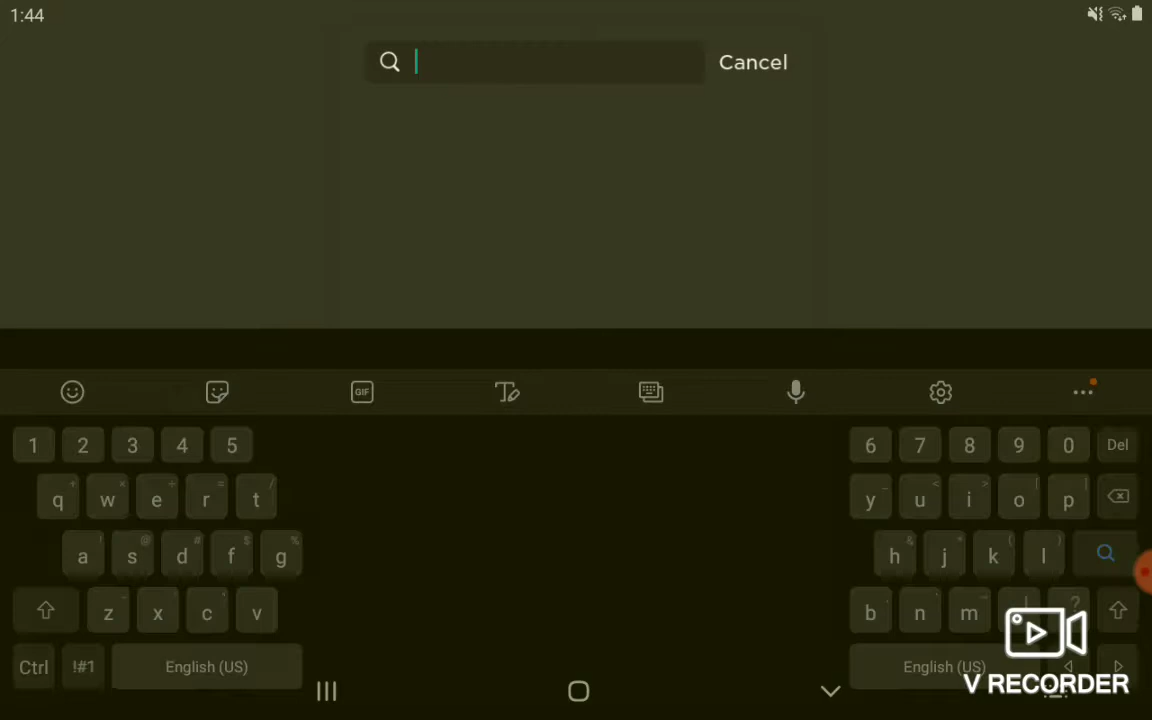 1:44
Cancel
GIF
1 2 3 4 5 6 7 8 9 0 Del
q w e r t y u i o p
a s d f g h j k l
z x c v b n m ! ?
Ctrl !#1 English (US) English (US)
V RECORDER